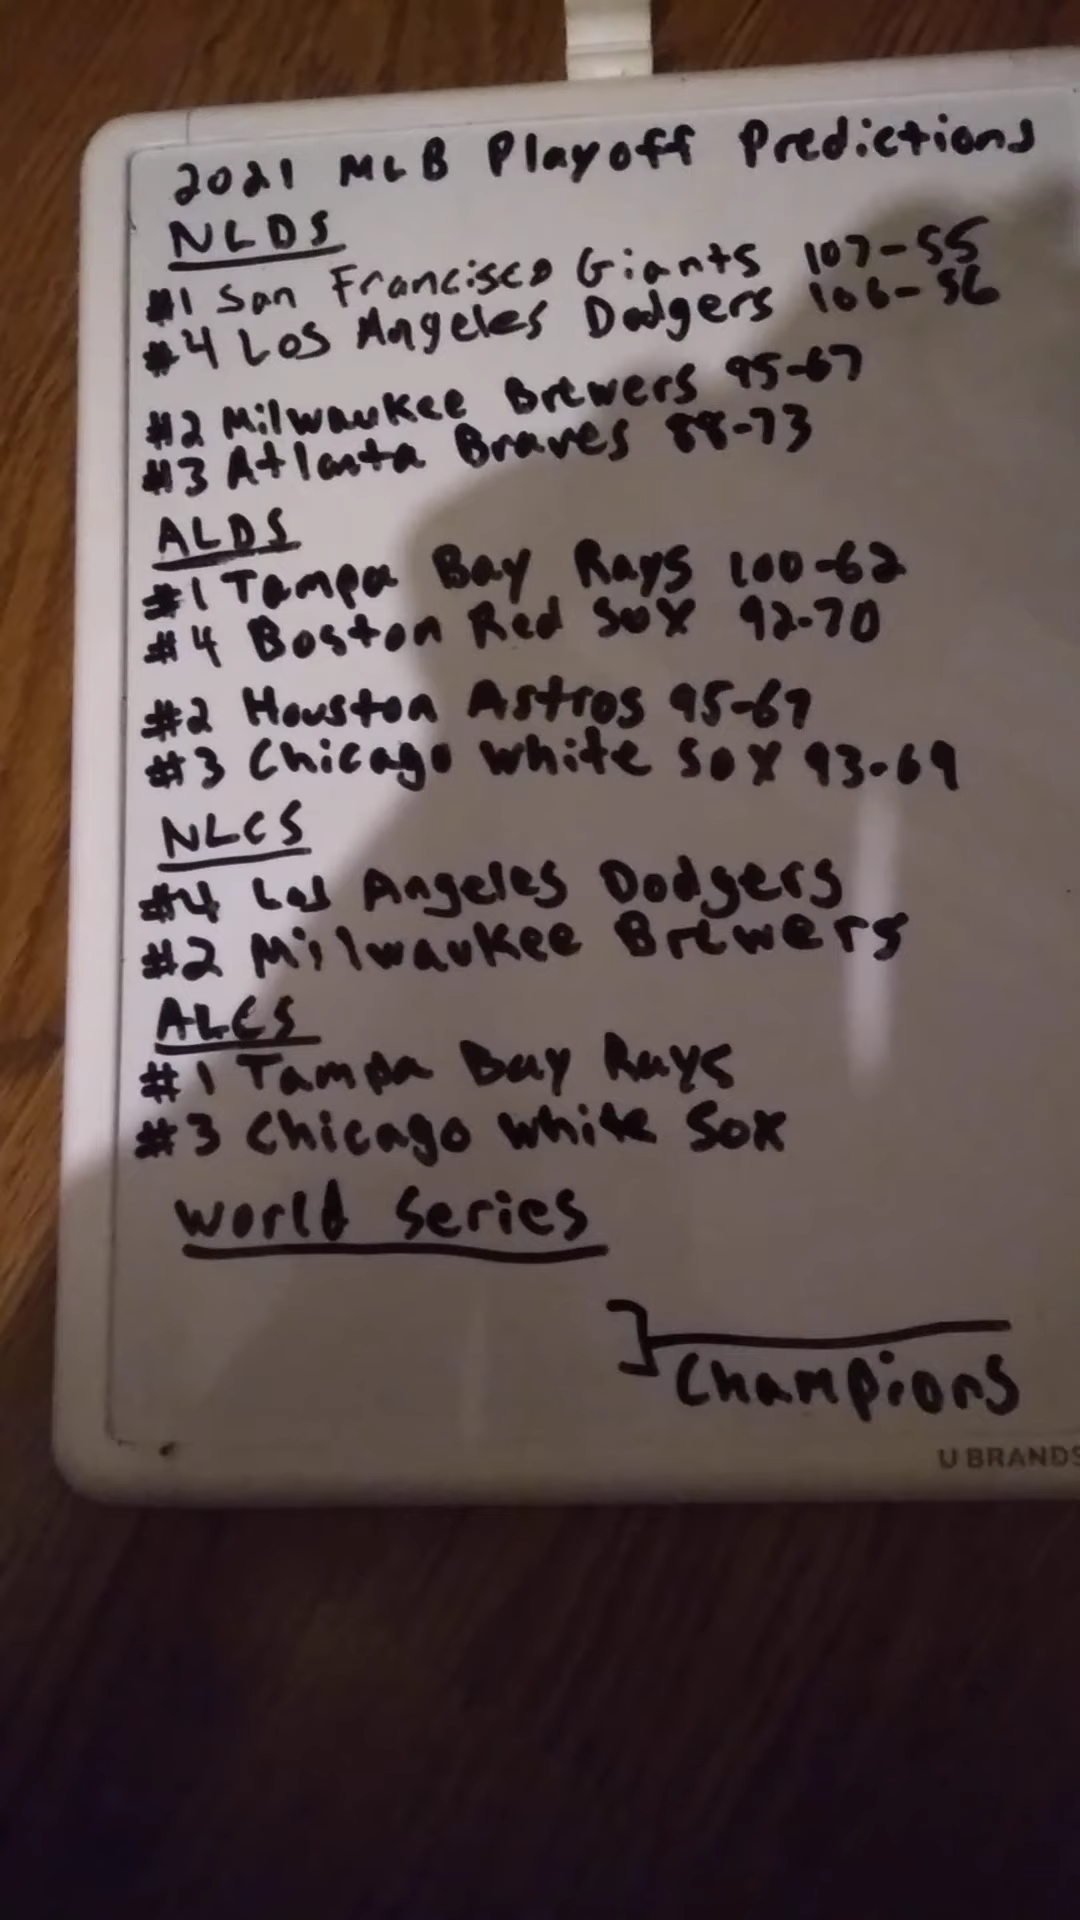 2021 MLB Playoff Predictions
NLDS
#1 San Francisco Giants 107-55
#4 Los Angeles Dodgers 106-56
#2 Milwaukee Brewers 95-67
#3 Atlanta Braves 88-73
ALDS
#1 Tampa Bay Rays 100-62
#4 Boston Red Sox 92-70
#2 Houston Astros 95-67
#3 Chicago White Sox 93-69
NLCS
#4 Los Angeles Dodgers
#2 Milwaukee Brewers
ALCS
#1 Tampa Bay Rays
#3 Chicago White Sox
World Series
Champions
U BRANDS